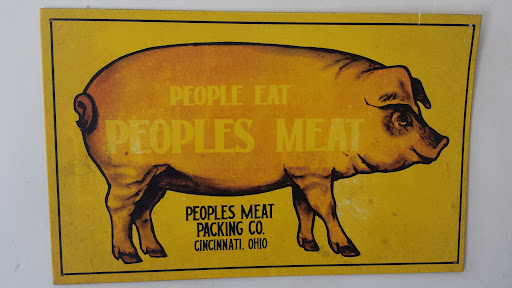 PEOPLE EAT
PEOPLES MEAT
PEOPLES MEAT
PACKING CO.
CINCINNATI, OHIO